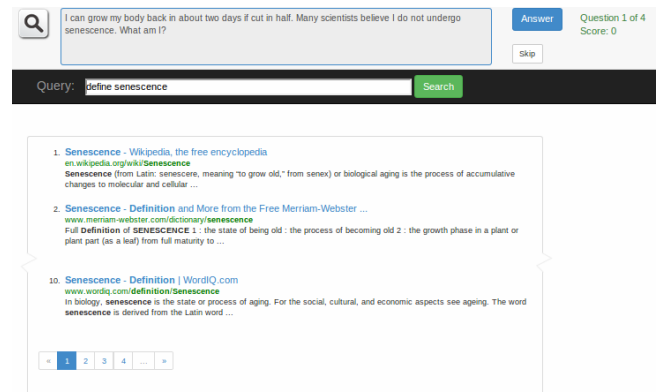 I can grow my body back in about two days if cut in half. Many scientists believe I do not undergo
senescence. What am I?
Answer
Skip
Question 1 of 4
Score: 0
Query:
define senescence
Search
1. Senescence - Wikipedia, the free encyclopedia
en.wikipedia.org/wiki/Senescence
Senescence (from Latin: senescere, meaning "to grow old," from senex) or biological aging is the process of accumulative
changes to molecular and cellular ...
2. Senescence - Definition and More from the Free Merriam-Webster ...
www.merriam-webster.com/dictionary/senescence
Full Definition of SENESCENCE 1 : the state of being old : the process of becoming old 2 : the growth phase in a plant or
plant part (as a leaf) from full maturity to ...
10. Senescence - Definition | WordIQ.com
www.wordiq.com/definition/Senescence
In biology, senescence is the state or process of aging. For the social, cultural, and economic aspects see ageing. The word
senescence is derived from the Latin word ...
« 1 2 3 4 ... »